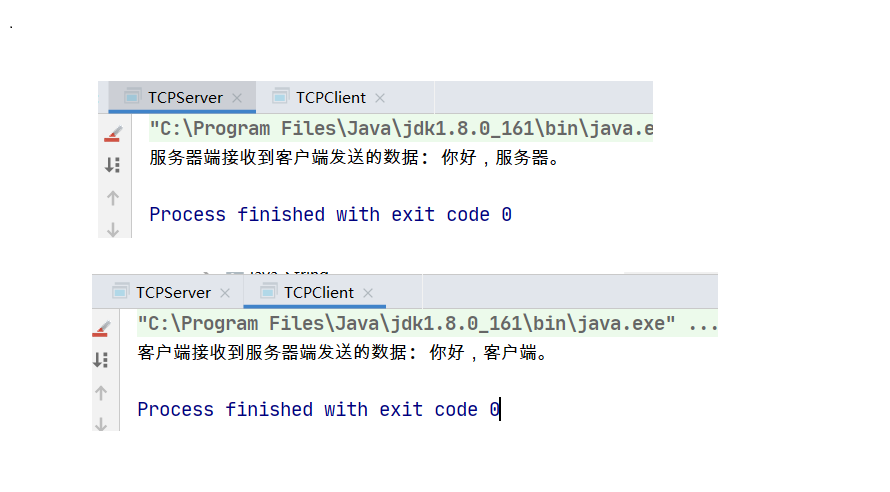 .
TCPServer × TCPClient ×
"C:\Program Files\Java\jdk1.8.0_161\bin\java.e
服务器端接收到客户端发送的数据：你好，服务器。
Process finished with exit code 0
TCPServer × TCPClient ×
"C:\Program Files\Java\jdk1.8.0_161\bin\java.exe" ...
客户端接收到服务器端发送的数据：你好，客户端。
Process finished with exit code 0